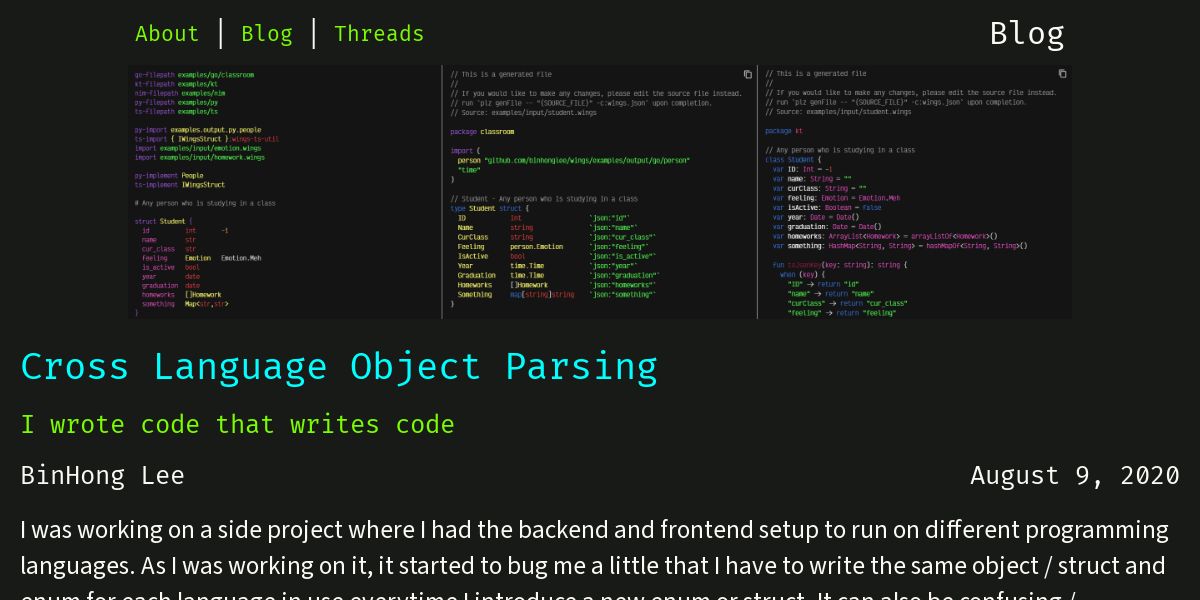 About | Blog | Threads
Blog
go-filepath examples/go/classroom
kt-filepath examples/kt
nim-filepath examples/nim
py-filepath examples/py
ts-filepath examples/ts
py-import examples.output.py.people
ts-import { IWingsStruct }:wings-ts-util
import examples/input/emotion.wings
import examples/input/homework.wings
py-implement People
ts-implement IWingsStruct
# Any person who is studying in a class
struct Student {
id int -1
name str
cur_class str
feeling Emotion Emotion.Meh
is_active bool
year date
graduation date
homeworks []Homework
something Map<str,str>
}
// This is a generated file
//
// If you would like to make any changes, please edit the source file instead.
// run `plz genFile -- "{SOURCE_FILE}" -c:wings.json` upon completion.
// Source: examples/input/student.wings
package classroom
import (
person "github.com/binhonglee/wings/examples/output/go/person"
"time"
)
// Student - Any person who is studying in a class
type Student struct {
ID int `json:"id"`
Name string `json:"name"`
CurClass string `json:"cur_class"`
Feeling person.Emotion `json:"feeling"`
IsActive bool `json:"is_active"`
Year time.Time `json:"year"`
Graduation time.Time `json:"graduation"`
Homeworks []Homework `json:"homeworks"`
Something map[string]string `json:"something"`
}
// This is a generated file
//
// If you would like to make any changes, please edit the source file instead.
// run `plz genFile -- "{SOURCE_FILE}" -c:wings.json` upon completion.
// Source: examples/input/student.wings
package kt
// Any person who is studying in a class
class Student {
var ID: Int = -1
var name: String = ""
var curClass: String = ""
var feeling: Emotion = Emotion.Meh
var isActive: Boolean = false
var year: Date = Date()
var graduation: Date = Date()
var homeworks: ArrayList<Homework> = arrayListOf<Homework>()
var something: HashMap<String, String> = hashMapOf<String, String>()
fun toJsonKey(key: string): string {
when (key) {
"ID" -> return "id"
"name" -> return "name"
"curClass" -> return "cur_class"
"feeling" -> return "feeling"
Cross Language Object Parsing
I wrote code that writes code
BinHong Lee
August 9, 2020
I was working on a side project where I had the backend and frontend setup to run on different programming
languages. As I was working on it, it started to bug me a little that I have to write the same object / struct and
enum for each language in use everytime I introduce a new enum or struct. It can also be confusing /